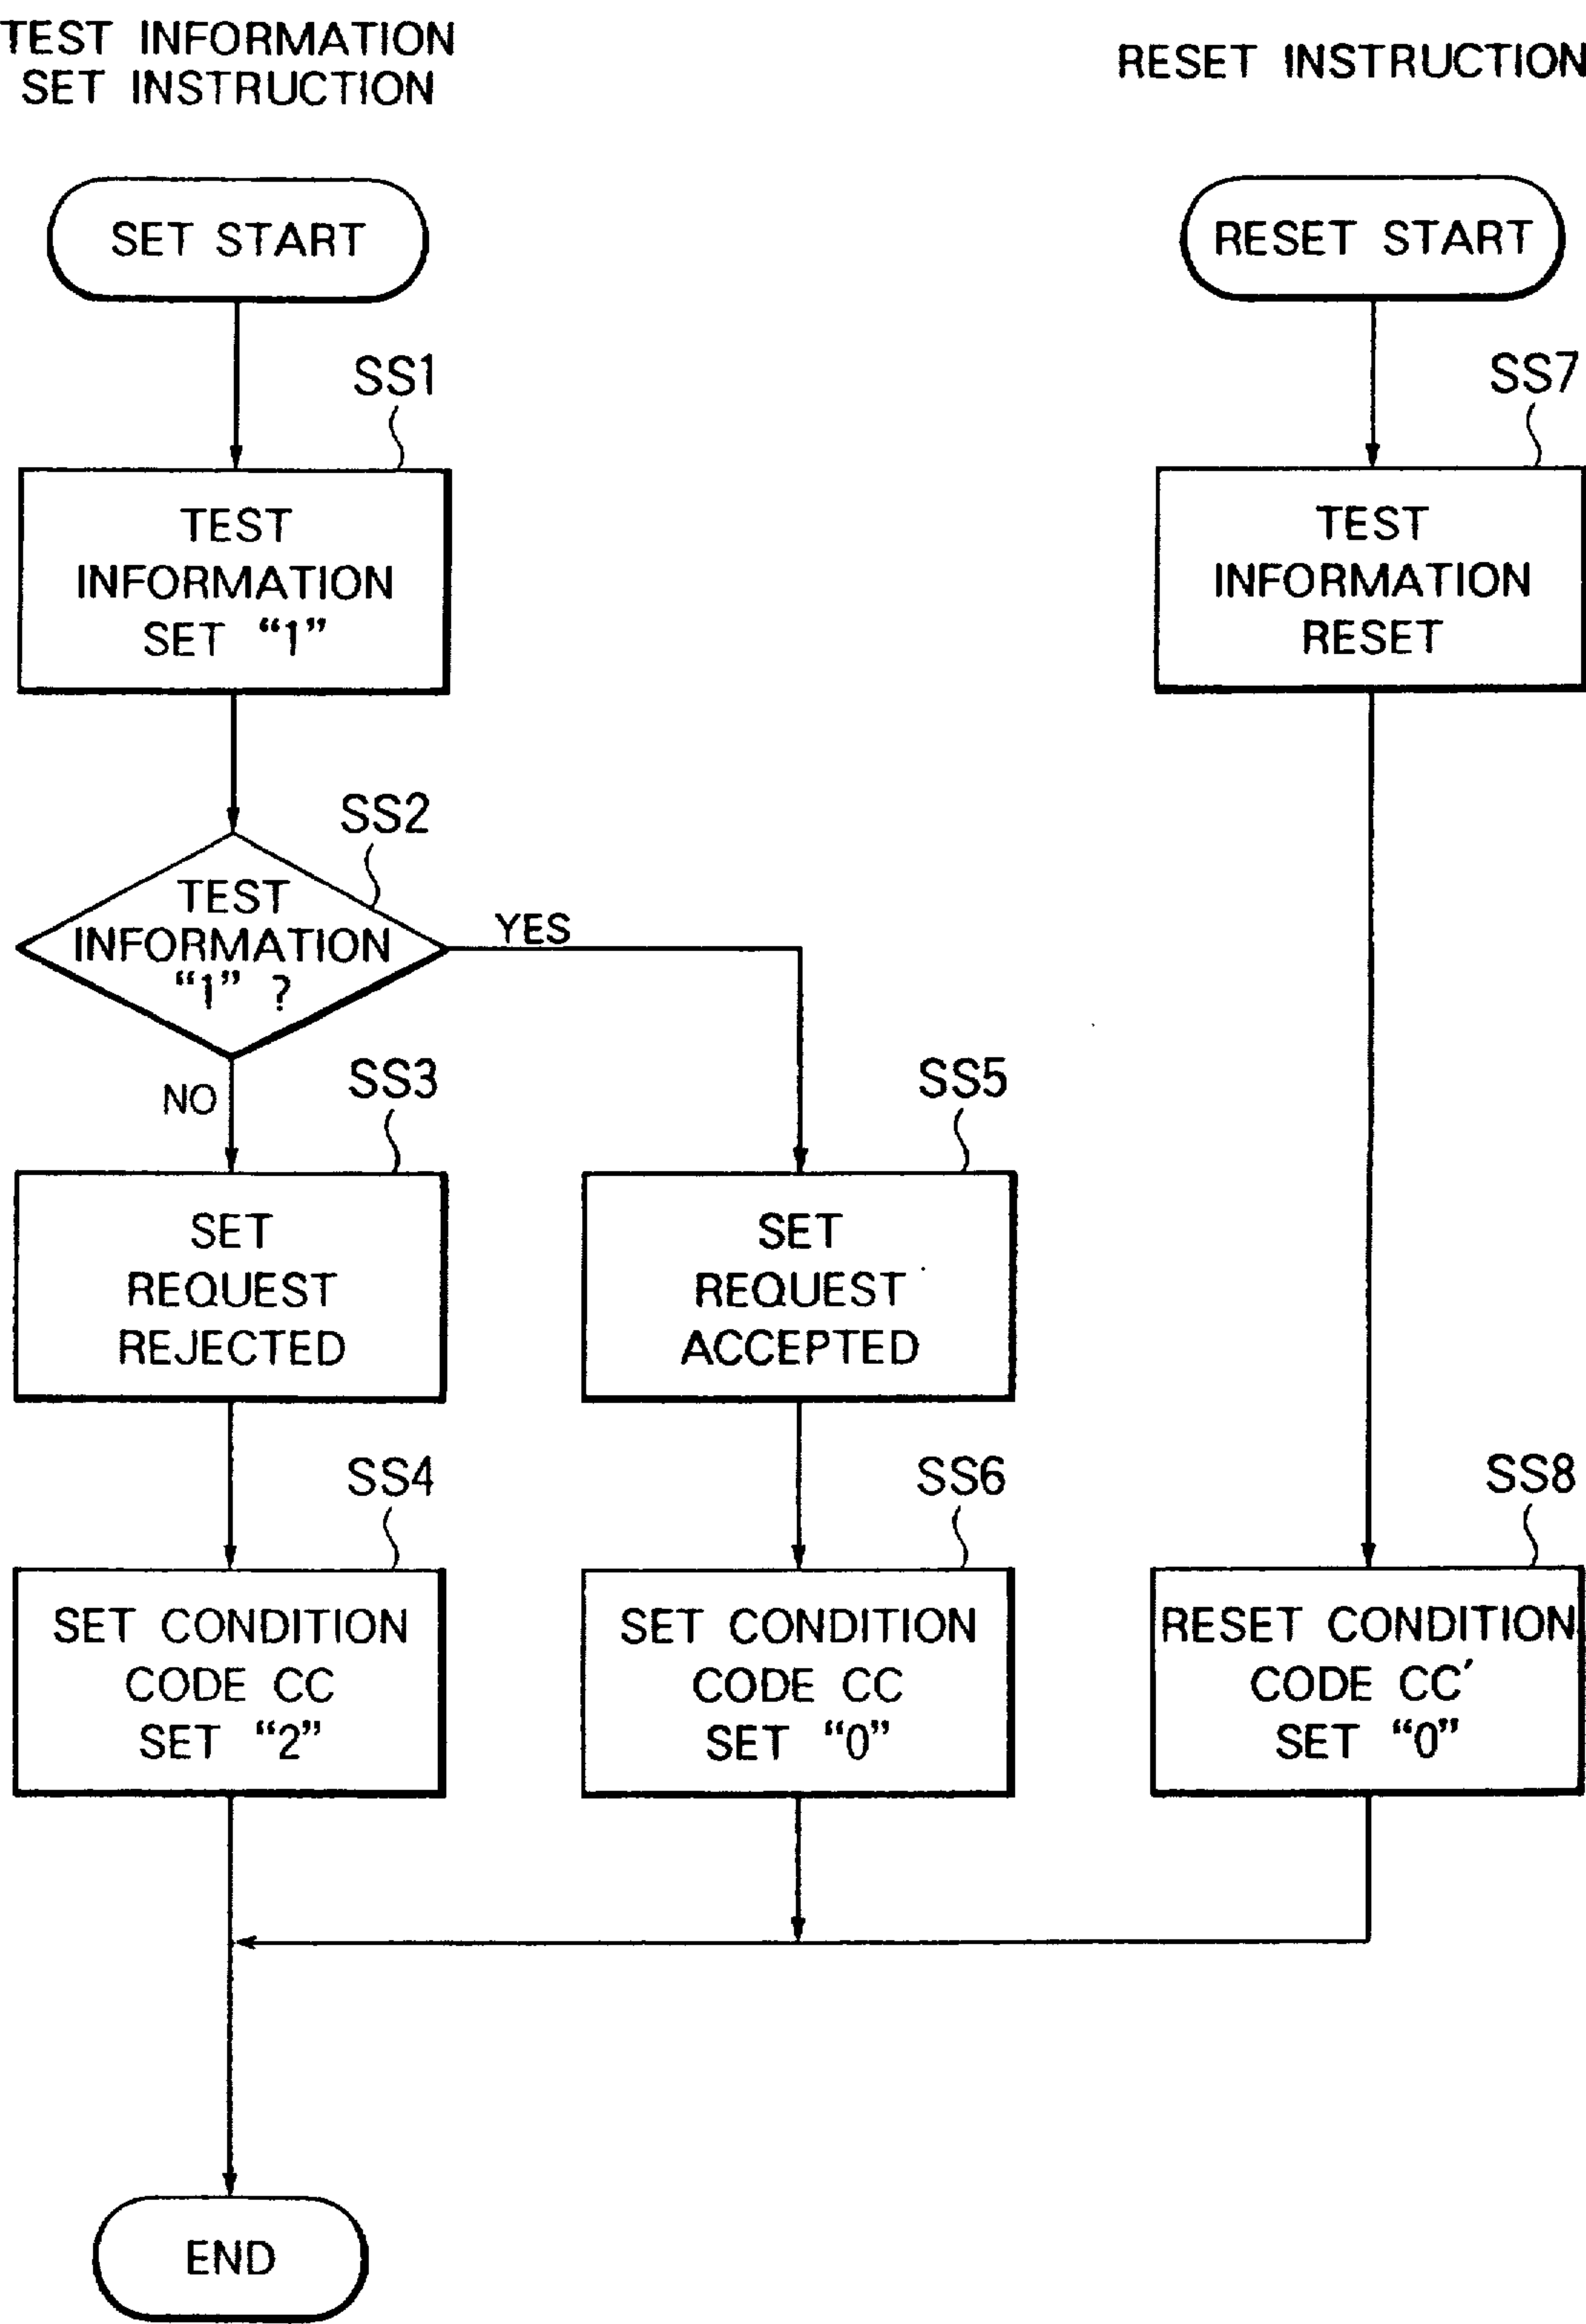 TEST INFORMATION
SET INSTRUCTION
RESET INSTRUCTION
SET START
RESET START
SS1
SS7
TEST
INFORMATION
SET “1”
TEST
INFORMATION
RESET
SS2
TEST
INFORMATION
“1” ?
YES
NO
SS3
SS5
SET
REQUEST
REJECTED
SET
REQUEST
ACCEPTED
SS4
SS6
SS8
SET CONDITION
CODE CC
SET “2”
SET CONDITION
CODE CC
SET “0”
RESET CONDITION
CODE CC′
SET “0”
END